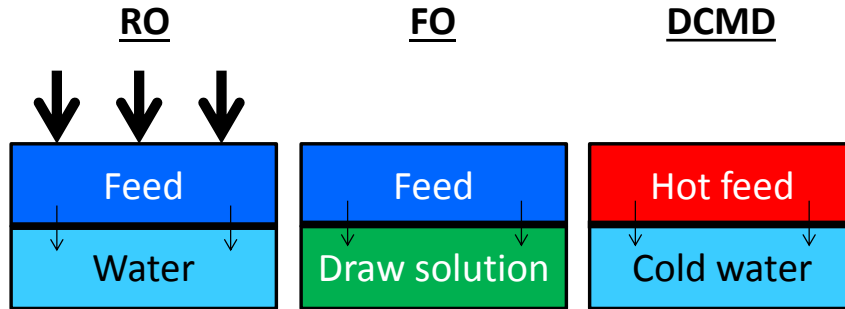 RO
FO
DCMD
Feed
Feed
Hot feed
Water
Draw solution
Cold water